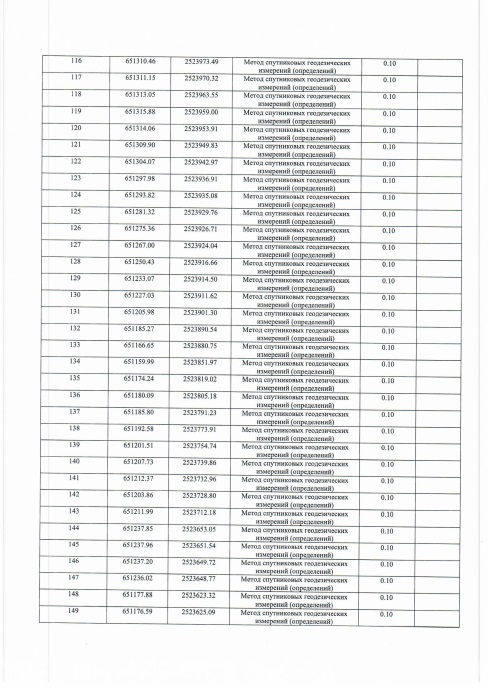 116 651310.46 2523973.49 Метод спутниковых геодезических 0.10
измерений (определений)
117 651311.15 2523970.32 Метод спутниковых геодезических 0.10
измерений (определений)
118 651313.05 2523963.55 Метод спутниковых геодезических 0.10
измерений (определений)
119 651315.88 2523959.00 Метод спутниковых геодезических 0.10
измерений (определений)
120 651314.06 2523953.91 Метод спутниковых геодезических 0.10
измерений (определений)
121 651309.90 2523949.83 Метод спутниковых геодезических 0.10
измерений (определений)
122 651304.07 2523942.97 Метод спутниковых геодезических 0.10
измерений (определений)
123 651297.98 2523936.91 Метод спутниковых геодезических 0.10
измерений (определений)
124 651293.82 2523935.08 Метод спутниковых геодезических 0.10
измерений (определений)
125 651281.32 2523929.76 Метод спутниковых геодезических 0.10
измерений (определений)
126 651275.36 2523926.71 Метод спутниковых геодезических 0.10
измерений (определений)
127 651267.00 2523924.04 Метод спутниковых геодезических 0.10
измерений (определений)
128 651250.43 2523916.66 Метод спутниковых геодезических 0.10
измерений (определений)
129 651233.07 2523914.50 Метод спутниковых геодезических 0.10
измерений (определений)
130 651227.03 2523911.62 Метод спутниковых геодезических 0.10
измерений (определений)
131 651205.98 2523901.30 Метод спутниковых геодезических 0.10
измерений (определений)
132 651185.27 2523890.54 Метод спутниковых геодезических 0.10
измерений (определений)
133 651166.65 2523880.75 Метод спутниковых геодезических 0.10
измерений (определений)
134 651159.99 2523851.97 Метод спутниковых геодезических 0.10
измерений (определений)
135 651174.24 2523819.02 Метод спутниковых геодезических 0.10
измерений (определений)
136 651180.09 2523805.18 Метод спутниковых геодезических 0.10
измерений (определений)
137 651185.80 2523791.23 Метод спутниковых геодезических 0.10
измерений (определений)
138 651192.58 2523773.91 Метод спутниковых геодезических 0.10
измерений (определений)
139 651201.51 2523754.74 Метод спутниковых геодезических 0.10
измерений (определений)
140 651207.73 2523739.86 Метод спутниковых геодезических 0.10
измерений (определений)
141 651212.37 2523732.96 Метод спутниковых геодезических 0.10
измерений (определений)
142 651203.86 2523728.80 Метод спутниковых геодезических 0.10
измерений (определений)
143 651211.99 2523712.18 Метод спутниковых геодезических 0.10
измерений (определений)
144 651237.85 2523653.05 Метод спутниковых геодезических 0.10
измерений (определений)
145 651237.96 2523651.54 Метод спутниковых геодезических 0.10
измерений (определений)
146 651237.20 2523649.72 Метод спутниковых геодезических 0.10
измерений (определений)
147 651236.02 2523648.77 Метод спутниковых геодезических 0.10
измерений (определений)
148 651177.88 2523623.32 Метод спутниковых геодезических 0.10
измерений (определений)
149 651176.59 2523625.09 Метод спутниковых геодезических 0.10
измерений (определений)